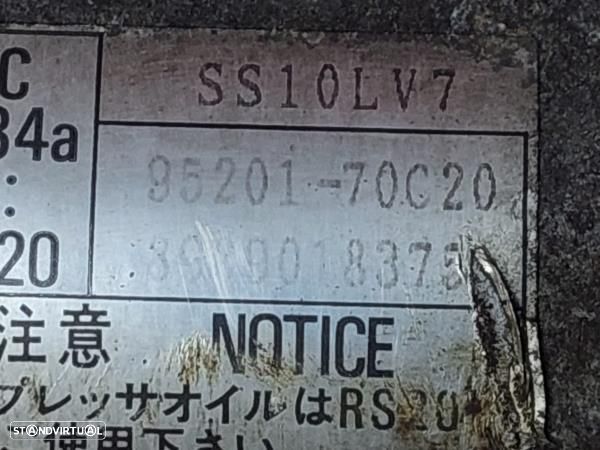 C
SS10LV7
34a
95201-70C20
:
20
注意 NOTICE
プレッサオイルはRS20
STANDVIRTUAL